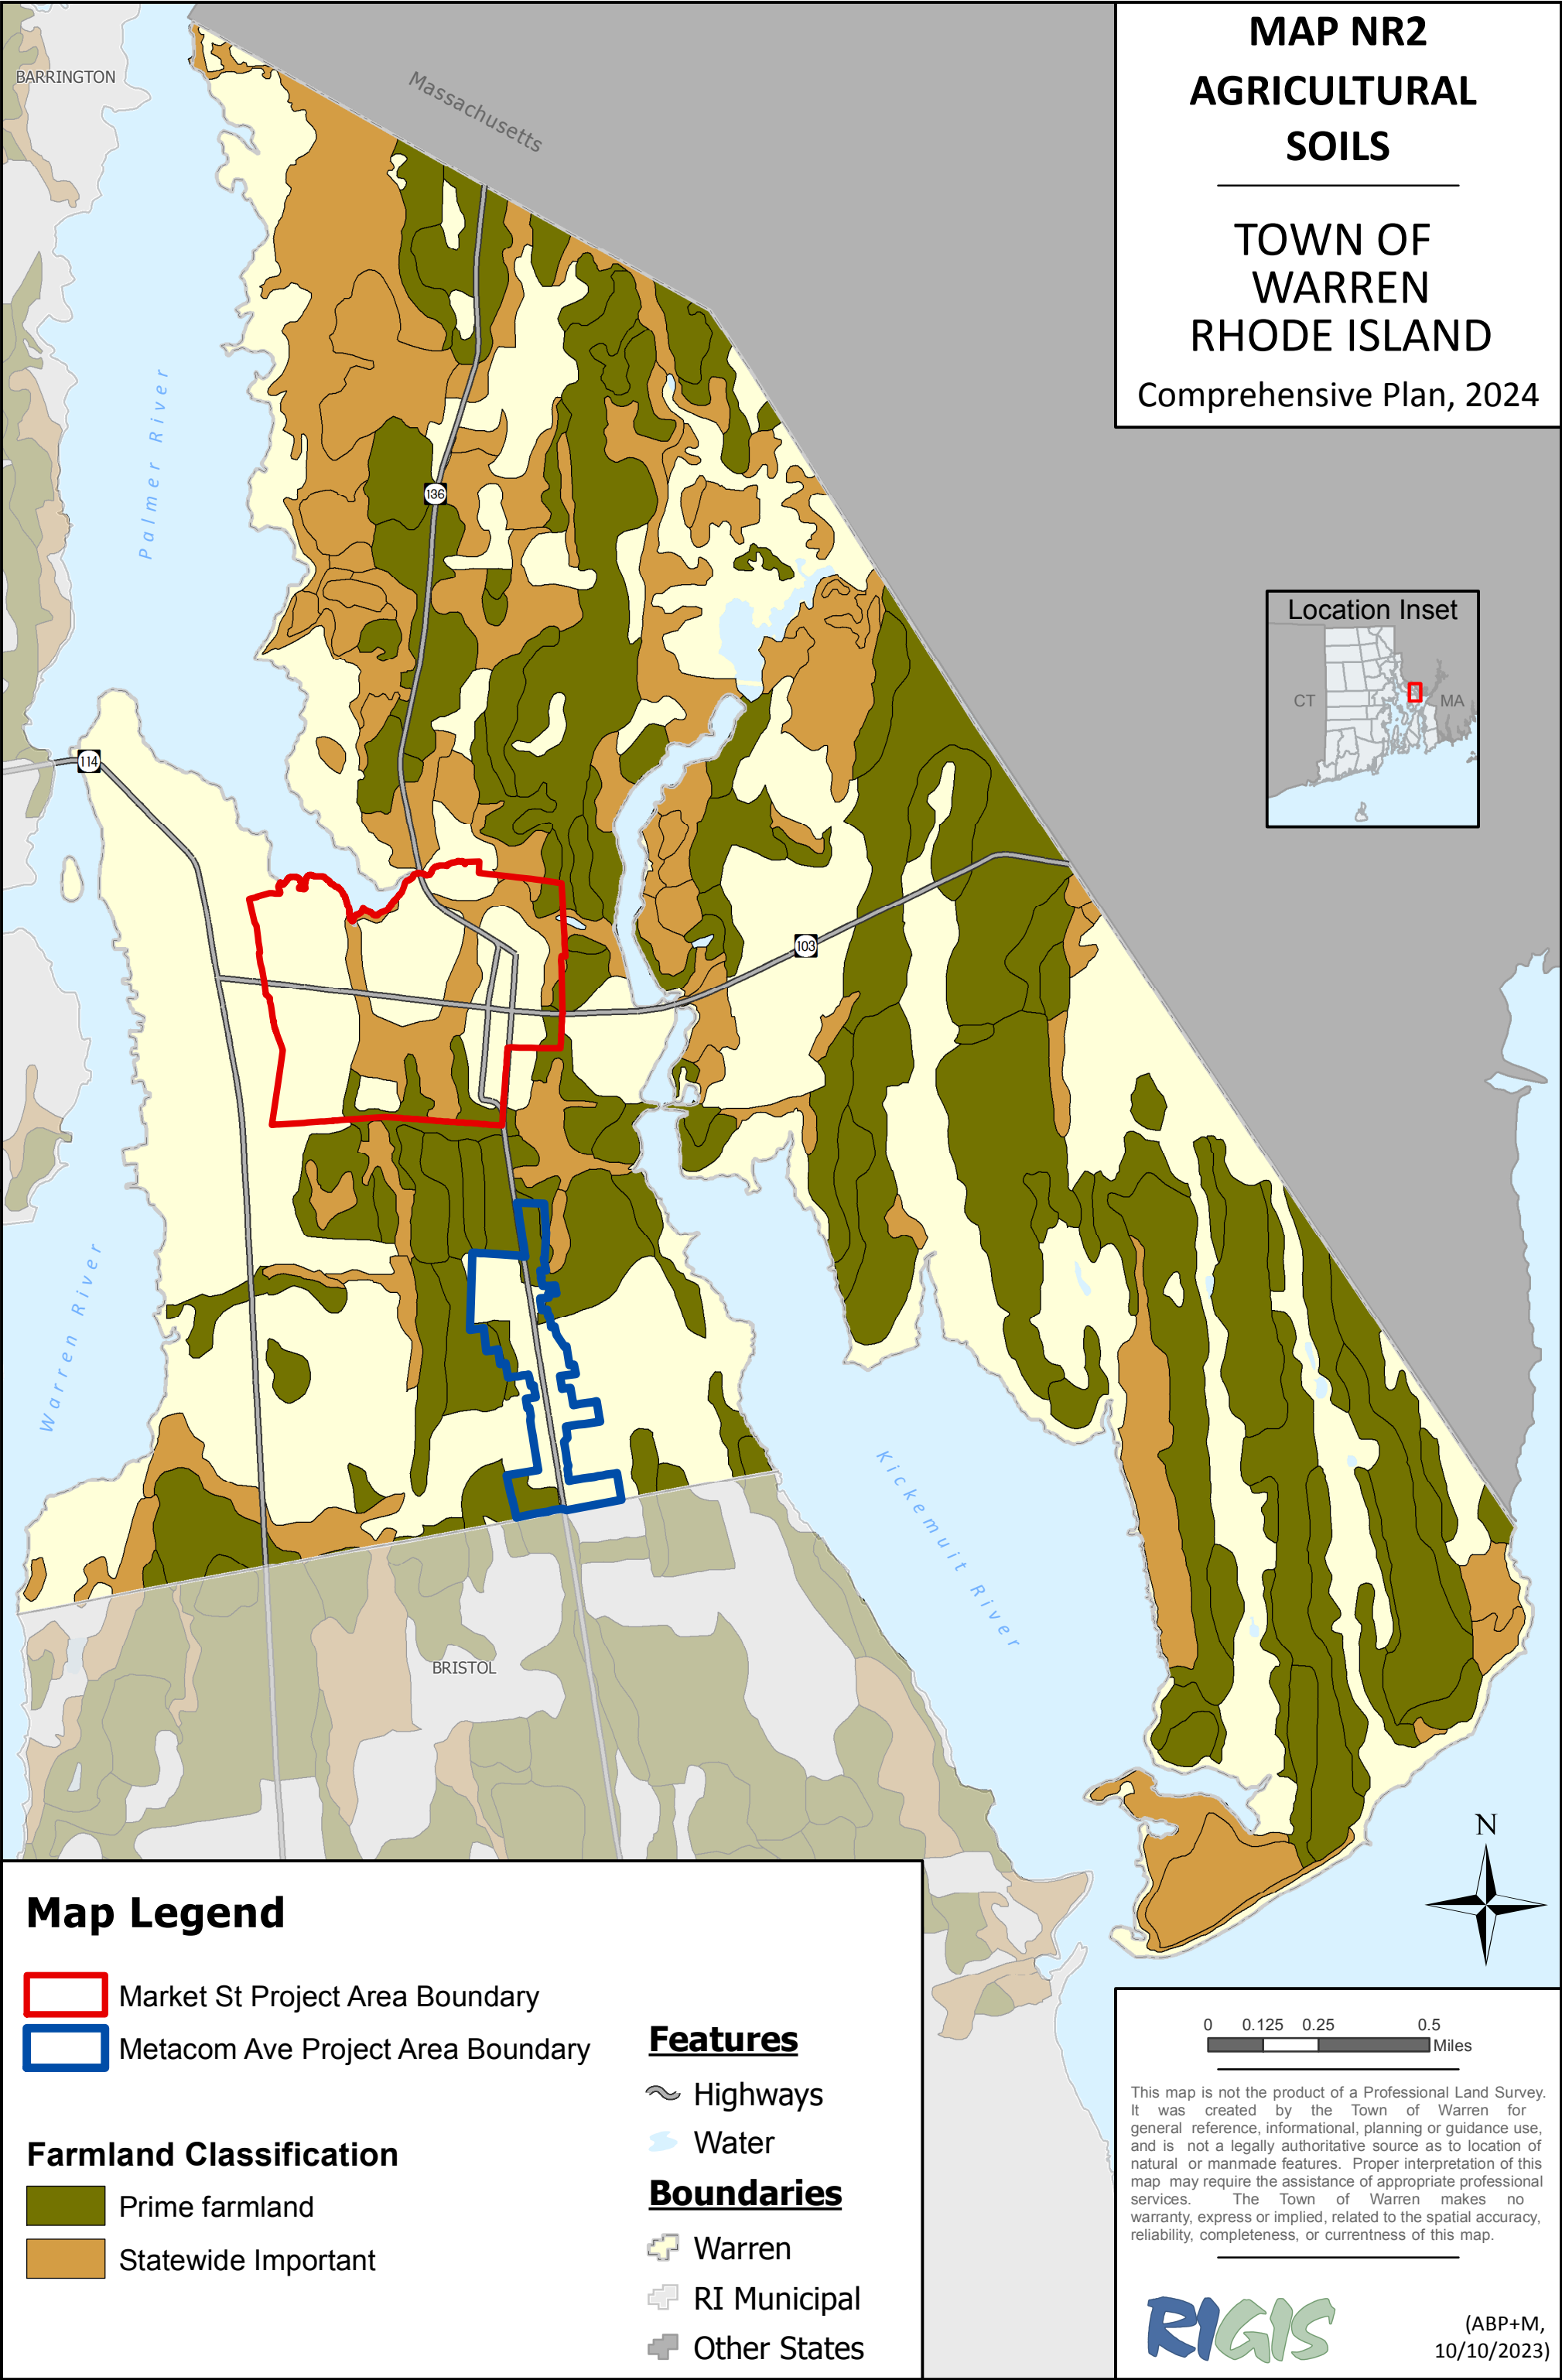 MAP NR2
AGRICULTURAL
SOILS
TOWN OF
WARREN
RHODE ISLAND
Comprehensive Plan, 2024
BARRINGTON
Massachusetts
Palmer River
136
Location Inset
CT
MA
114
103
Warren River
Kickemuit River
BRISTOL
N
Map Legend
Market St Project Area Boundary
Metacom Ave Project Area Boundary
Farmland Classification
Prime farmland
Statewide Important
Features
Highways
Water
Boundaries
Warren
RI Municipal
Other States
0 0.125 0.25 0.5
Miles
This map is not the product of a Professional Land Survey.
It was created by the Town of Warren for
general reference, informational, planning or guidance use,
and is not a legally authoritative source as to location of
natural or manmade features. Proper interpretation of this
map may require the assistance of appropriate professional
services. The Town of Warren makes no
warranty, express or implied, related to the spatial accuracy,
reliability, completeness, or currentness of this map.
RIGIS
(ABP+M,
10/10/2023)